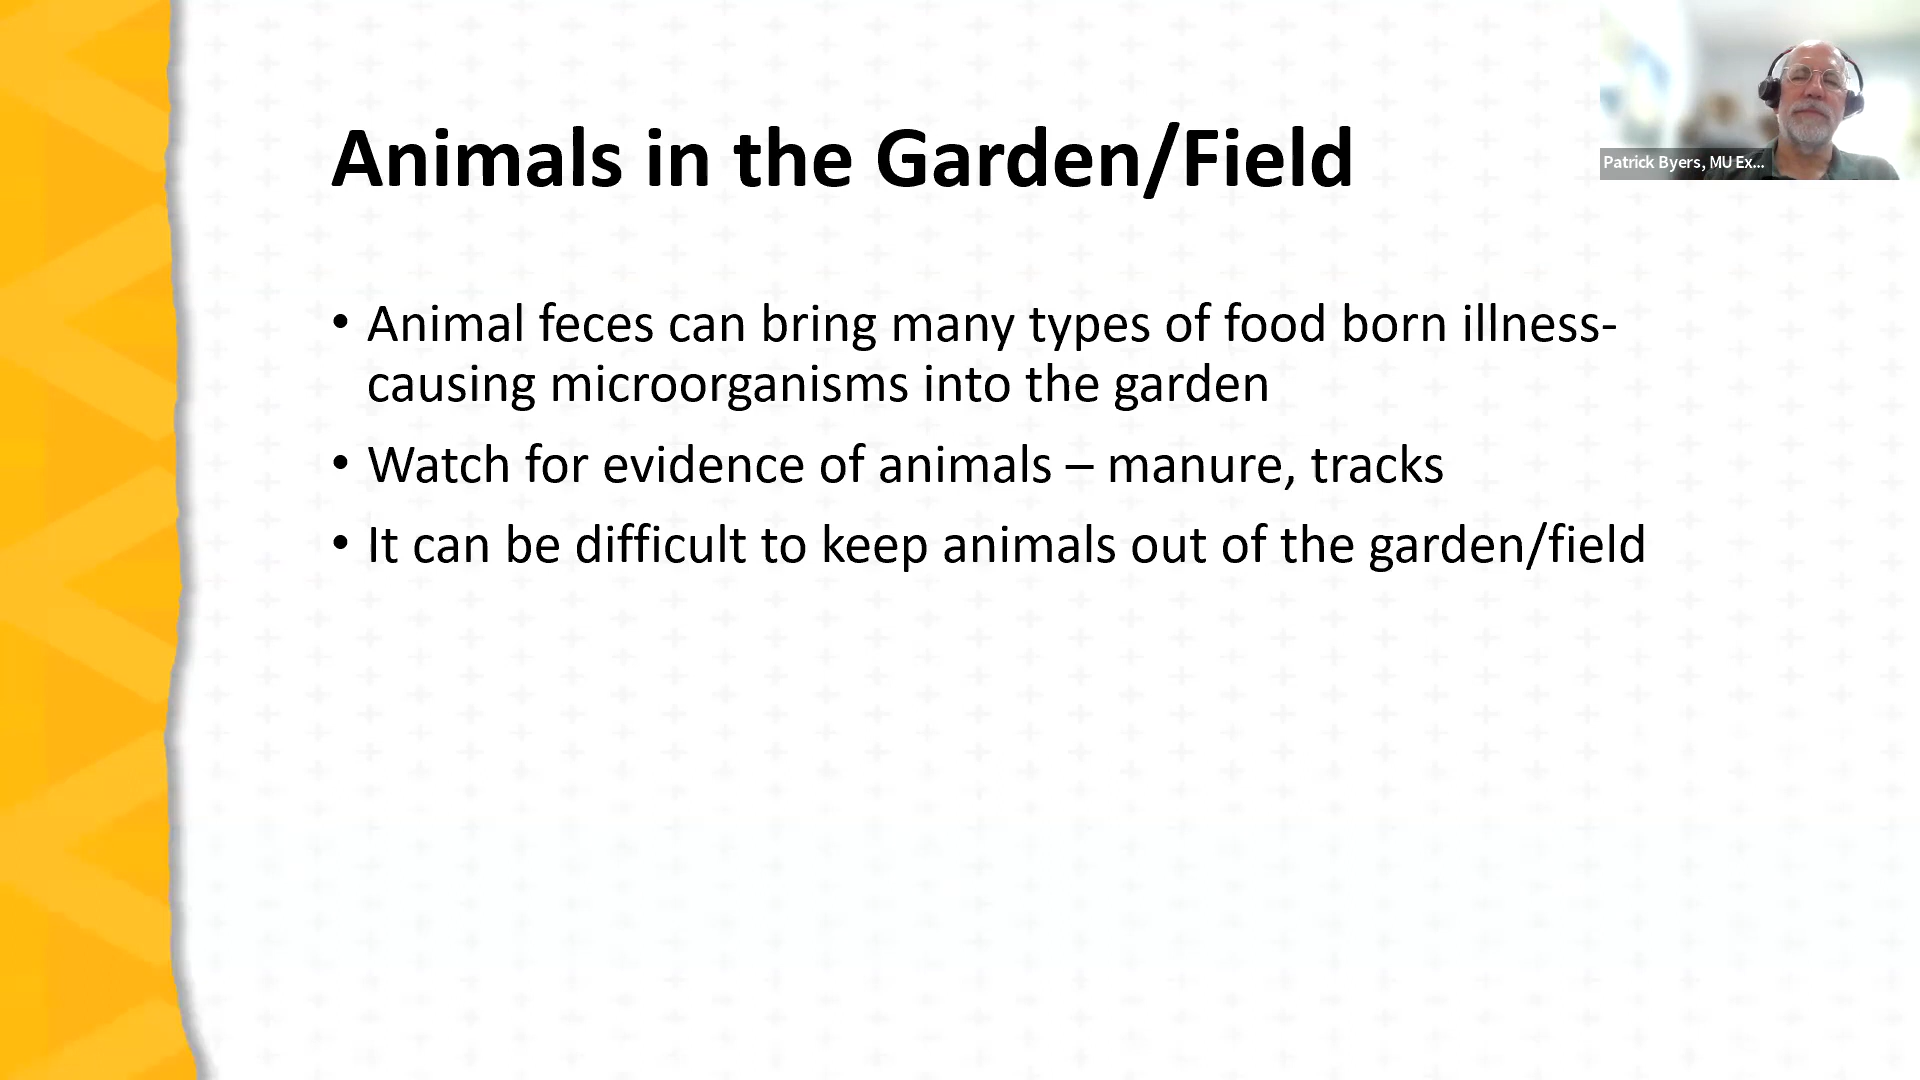 Animals in the Garden/Field
Patrick Byers, MU Ex...
• Animal feces can bring many types of food born illness-
causing microorganisms into the garden
• Watch for evidence of animals – manure, tracks
• It can be difficult to keep animals out of the garden/field